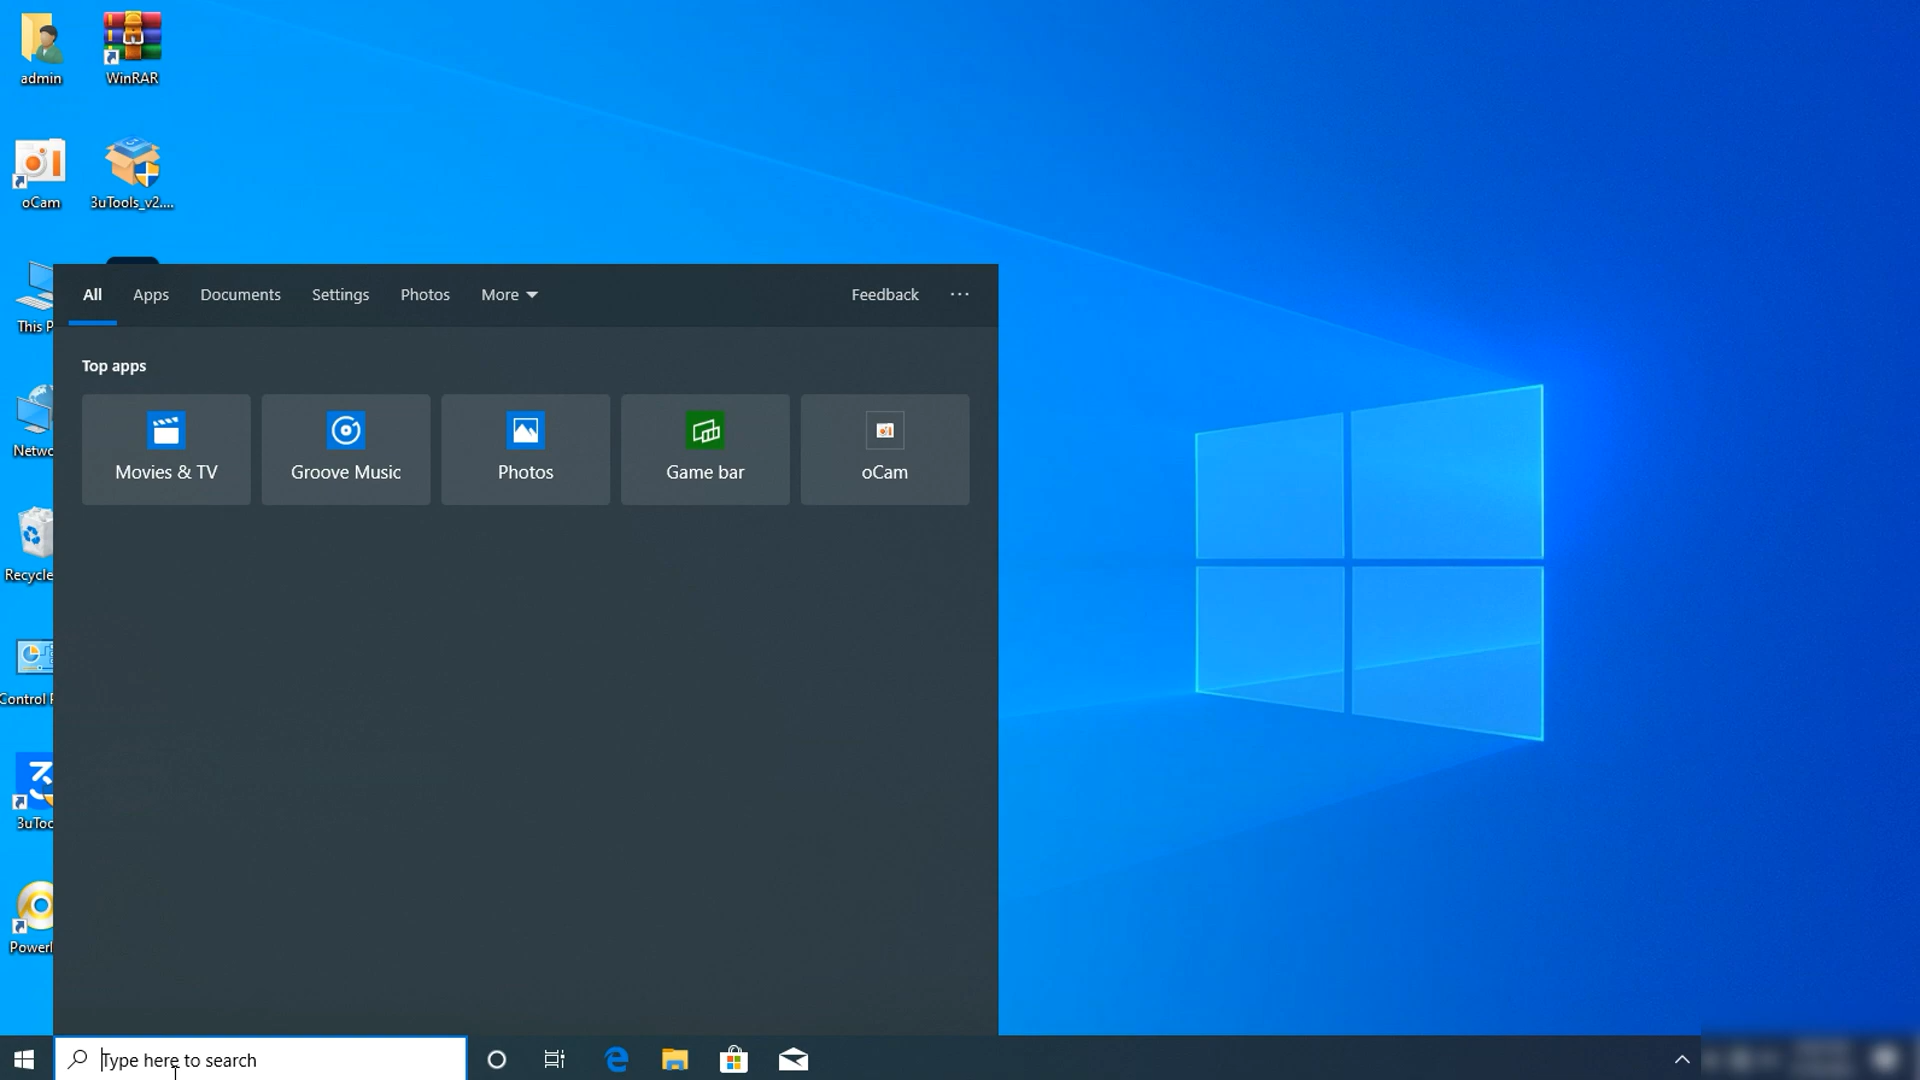 admin
WinRAR
oCam
3uTools_v2....
This P
Netwo
Recycle
Control P
3uToo
Power
All
Apps
Documents
Settings
Photos
More
Feedback
Top apps
Movies & TV
Groove Music
Photos
Game bar
oCam
Type here to search